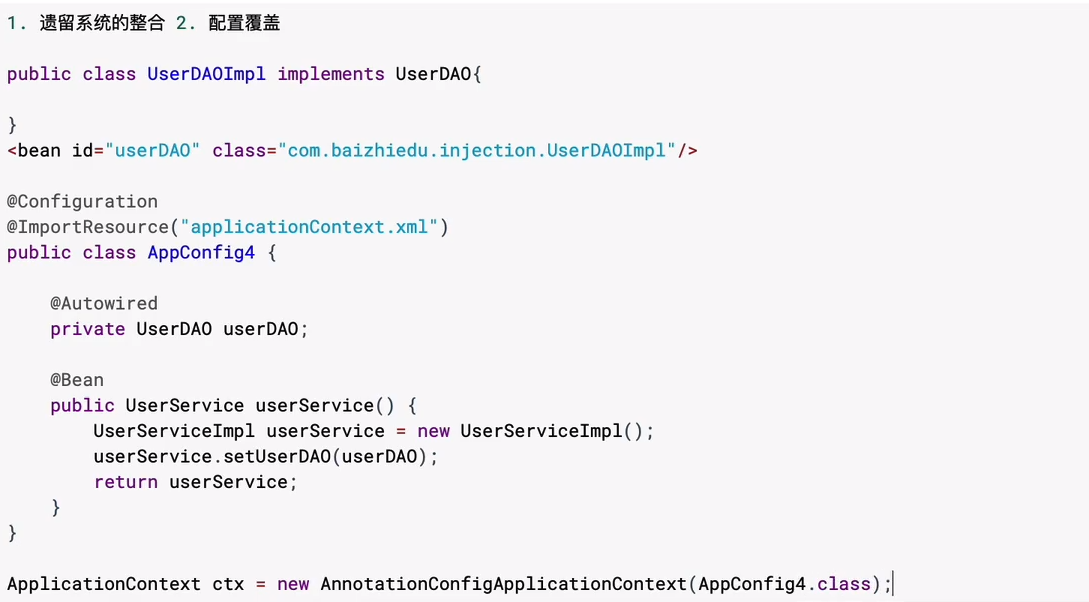 1. 遗留系统的整合 2. 配置覆盖
public class UserDAOImpl implements UserDAO{
}
<bean id="userDAO" class="com.baizhiedu.injection.UserDAOImpl"/>
@Configuration
@ImportResource("applicationContext.xml")
public class AppConfig4 {
@Autowired
private UserDAO userDAO;
@Bean
public UserService userService() {
UserServiceImpl userService = new UserServiceImpl();
userService.setUserDAO(userDAO);
return userService;
}
}
ApplicationContext ctx = new AnnotationConfigApplicationContext(AppConfig4.class);